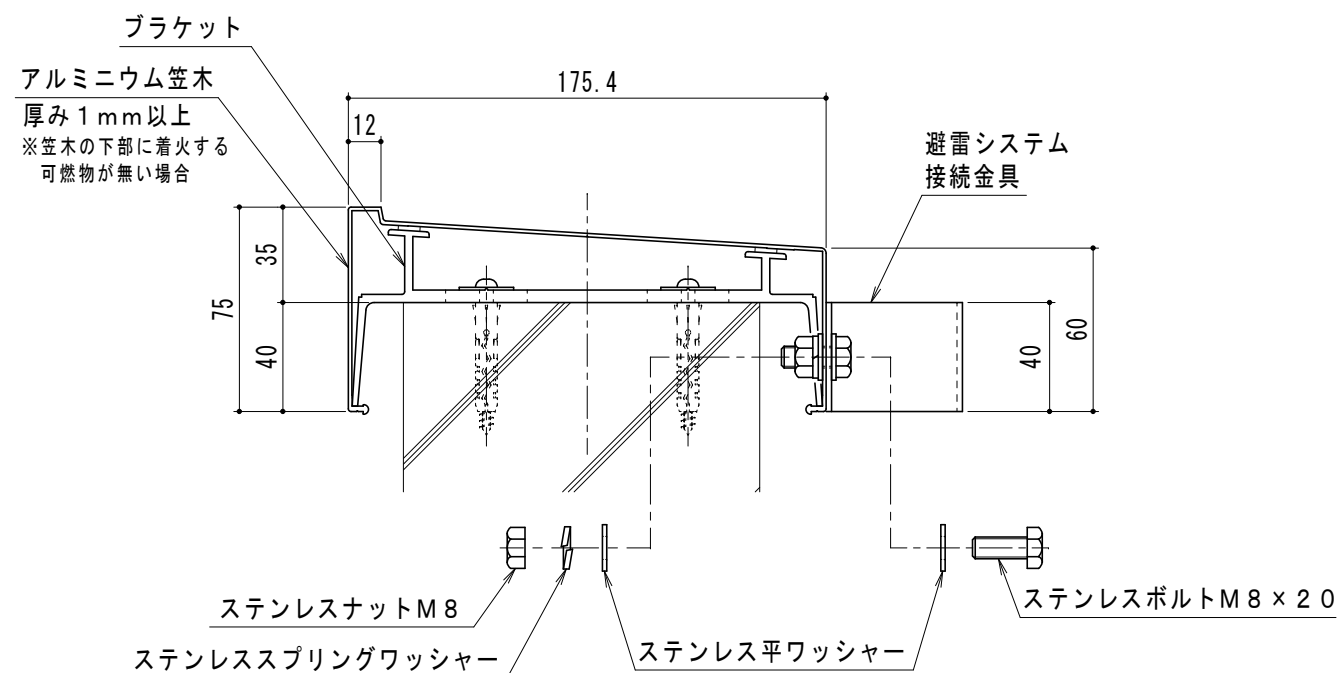 ブラケット
アルミニウム笠木
厚み1mm以上
※笠木の下部に着火する
可燃物が無い場合
175.4
12
避雷システム
接続金具
35
75
40
60
40
ステンレスナットM8
ステンレススプリングワッシャー
ステンレス平ワッシャー
ステンレスボルトM8×20